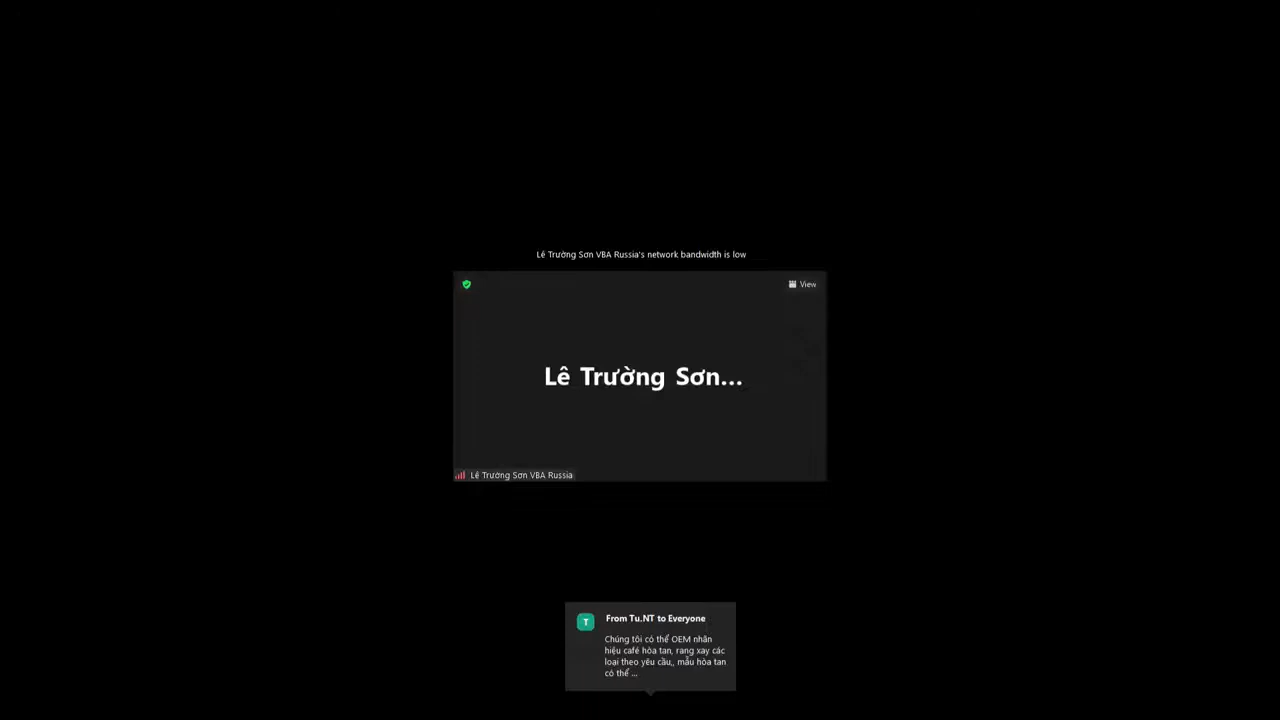 Lê Trường Sơn VBA Russia's network bandwidth is low
View
Lê Trường Sơn...
Lê Trường Sơn VBA Russia
T
From Tu.NT to Everyone
Chúng tôi có thể OEM nhãn
hiệu café hòa tan, rang xay các
loại theo yêu cầu,, mẫu hòa tan
có thể ...